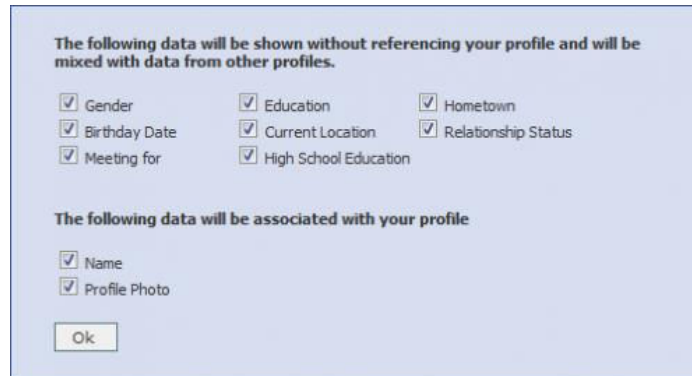 The following data will be shown without referencing your profile and will be
mixed with data from other profiles.
Gender Education Hometown
Birthday Date Current Location Relationship Status
Meeting for High School Education
The following data will be associated with your profile
Name
Profile Photo
Ok